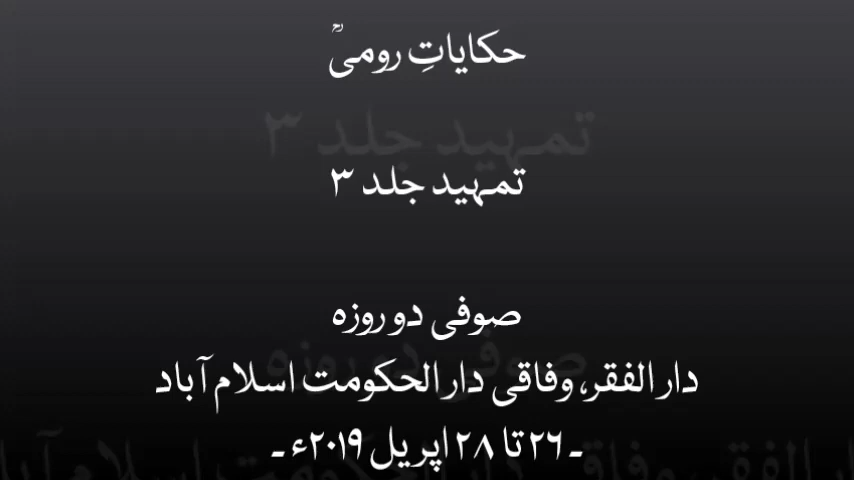 حکایاتِ رومیؒ
تمہید جلد ۳
صوفی دو روزہ
دار الفقر، وفاقی دار الحکومت اسلام آباد
۔ ۲۶ تا ۲۸ اپریل ۲۰۱۹ء ۔